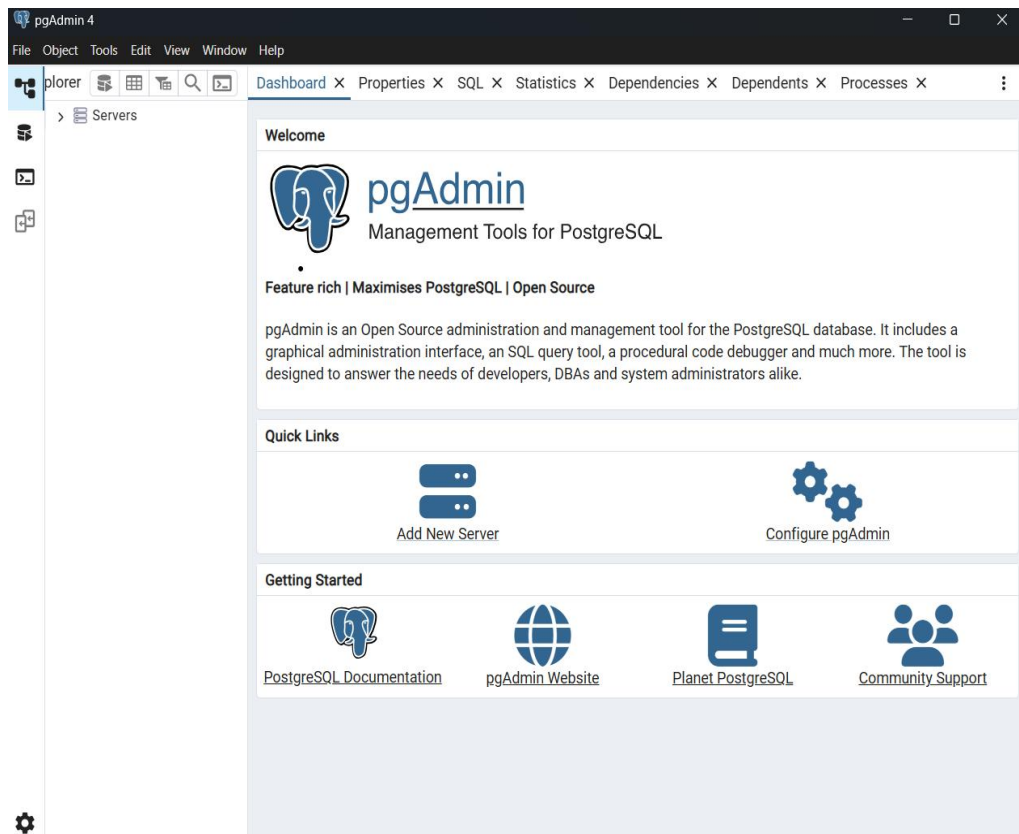 pgAdmin 4
File Object Tools Edit View Window Help
plorer
Dashboard Properties SQL Statistics Dependencies Dependents Processes
Servers
Welcome
pgAdmin
Management Tools for PostgreSQL
Feature rich | Maximises PostgreSQL | Open Source
pgAdmin is an Open Source administration and management tool for the PostgreSQL database. It includes a
graphical administration interface, an SQL query tool, a procedural code debugger and much more. The tool is
designed to answer the needs of developers, DBAs and system administrators alike.
Quick Links
Add New Server
Configure pgAdmin
Getting Started
PostgreSQL Documentation
pgAdmin Website
Planet PostgreSQL
Community Support